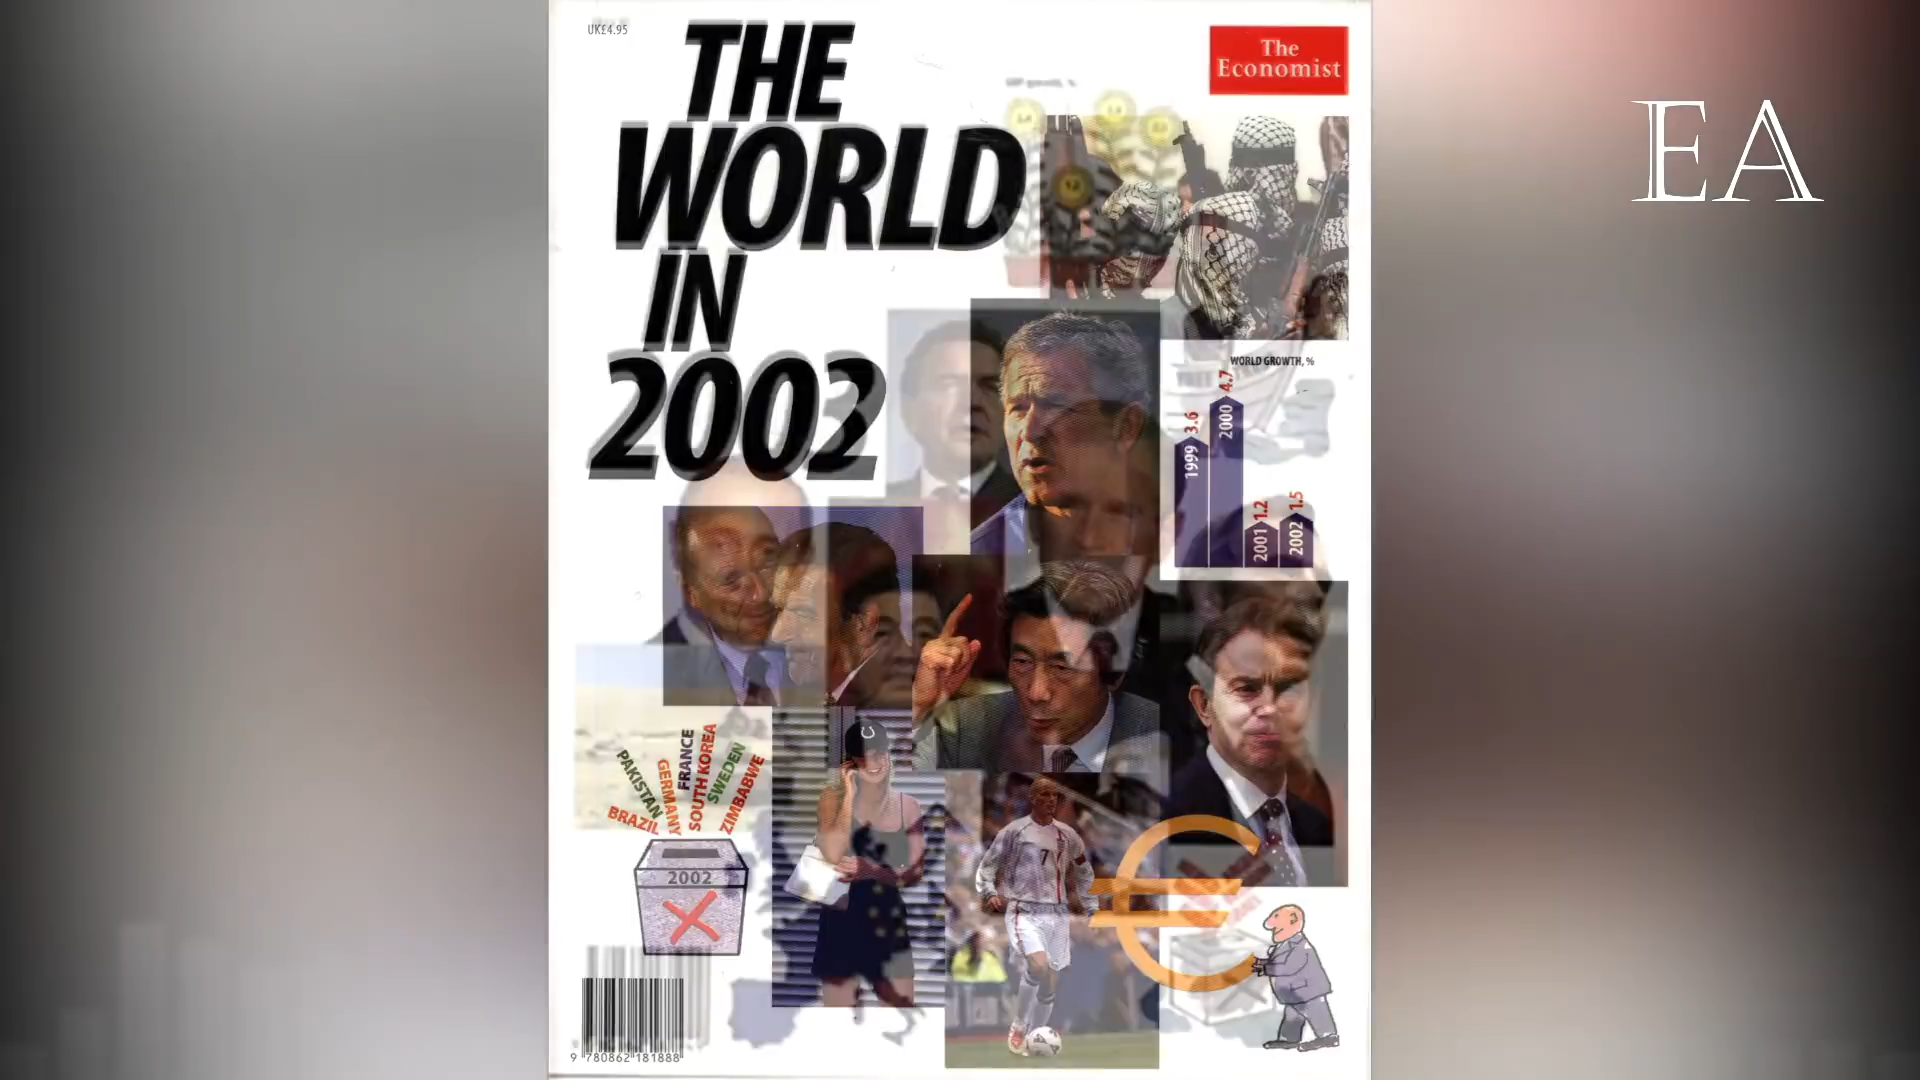 UK£4.95
THE
WORLD
IN
2002
The
Economist
EA
WORLD GROWTH, %
1999 3.6
2000 4.7
2001 1.2
2002 1.5
BRAZIL
PAKISTAN
GERMANY
FRANCE
SOUTH KOREA
SWEDEN
ZIMBABWE
2002
C
7
€
9 780862 181888